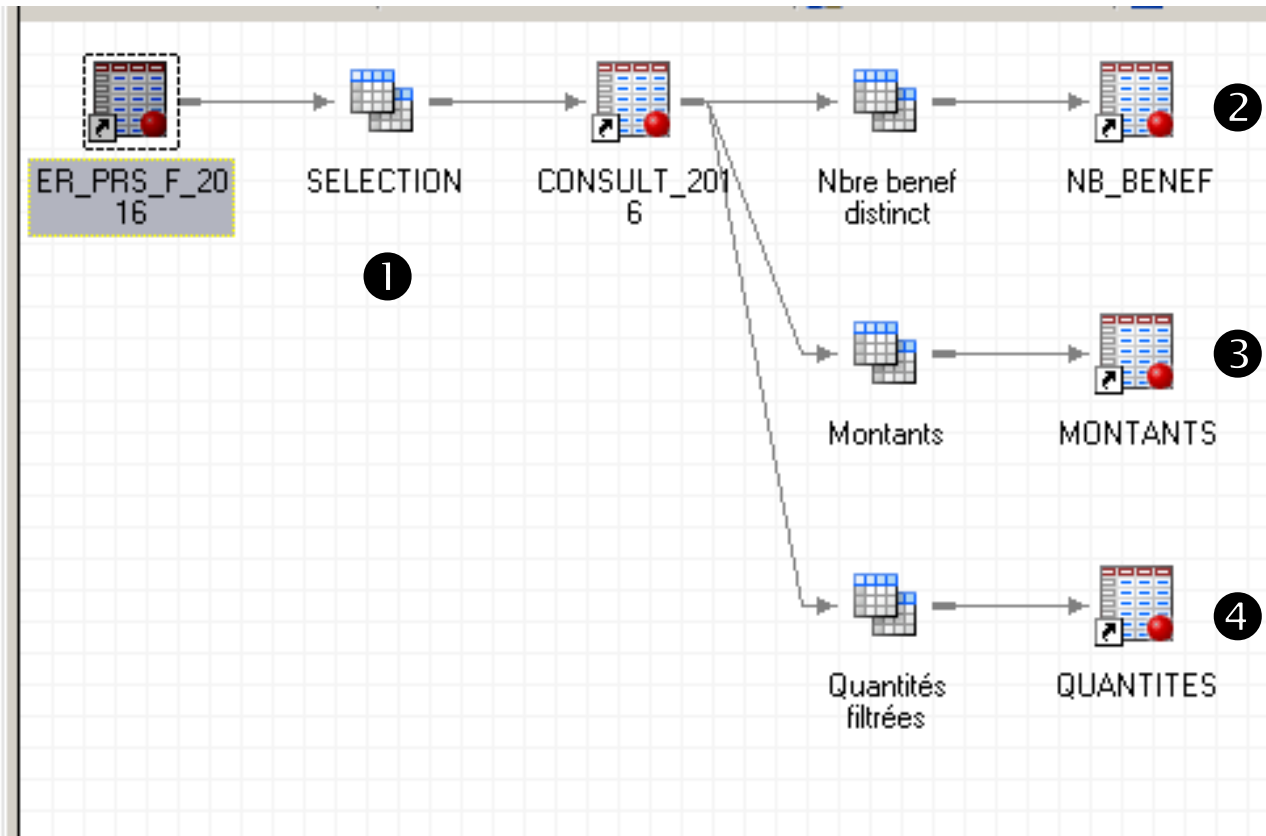 ER_PRS_F_20
16
SELECTION
CONSULT_201
6
Nbre benef
distinct
NB_BENEF
2
1
Montants
MONTANTS
3
Quantités
filtrées
QUANTITES
4